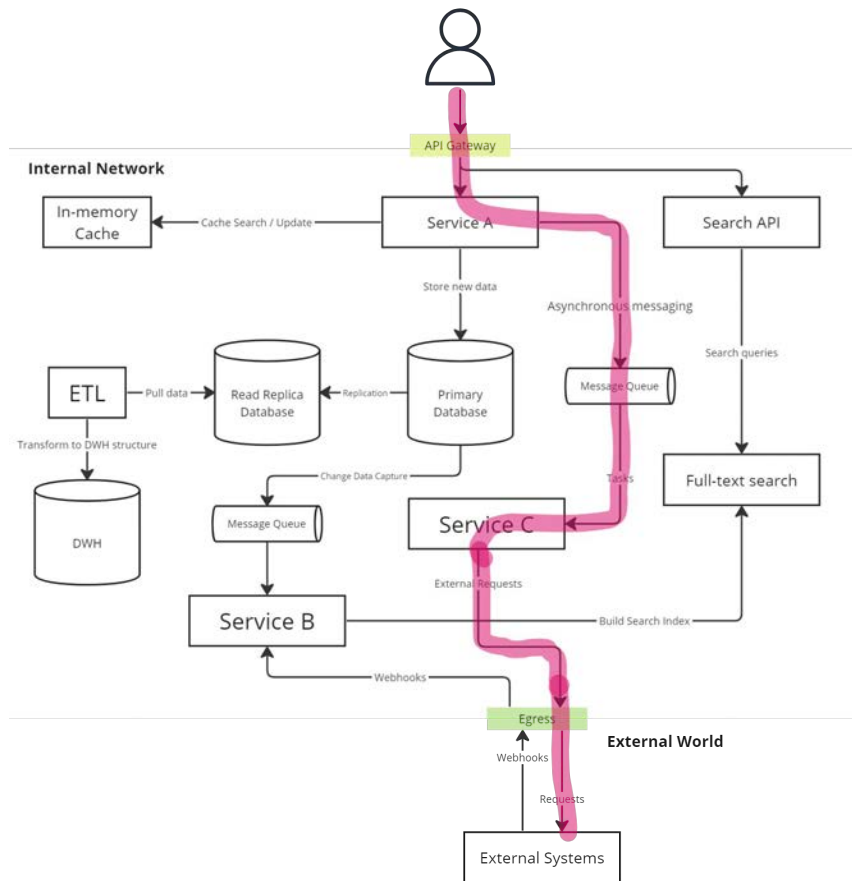 API Gateway
Internal Network
In-memory
Cache
Cache Search / Update
Service A
Search API
Store new data
Asynchronous messaging
Search queries
ETL
Pull data
Read Replica
Database
Replication
Primary
Database
Message Queue
Transform to DWH structure
Change Data Capture
Tasks
Full-text search
DWH
Message Queue
Service C
External Requests
Service B
Build Search Index
Webhooks
Egress
External World
Webhooks
Requests
External Systems